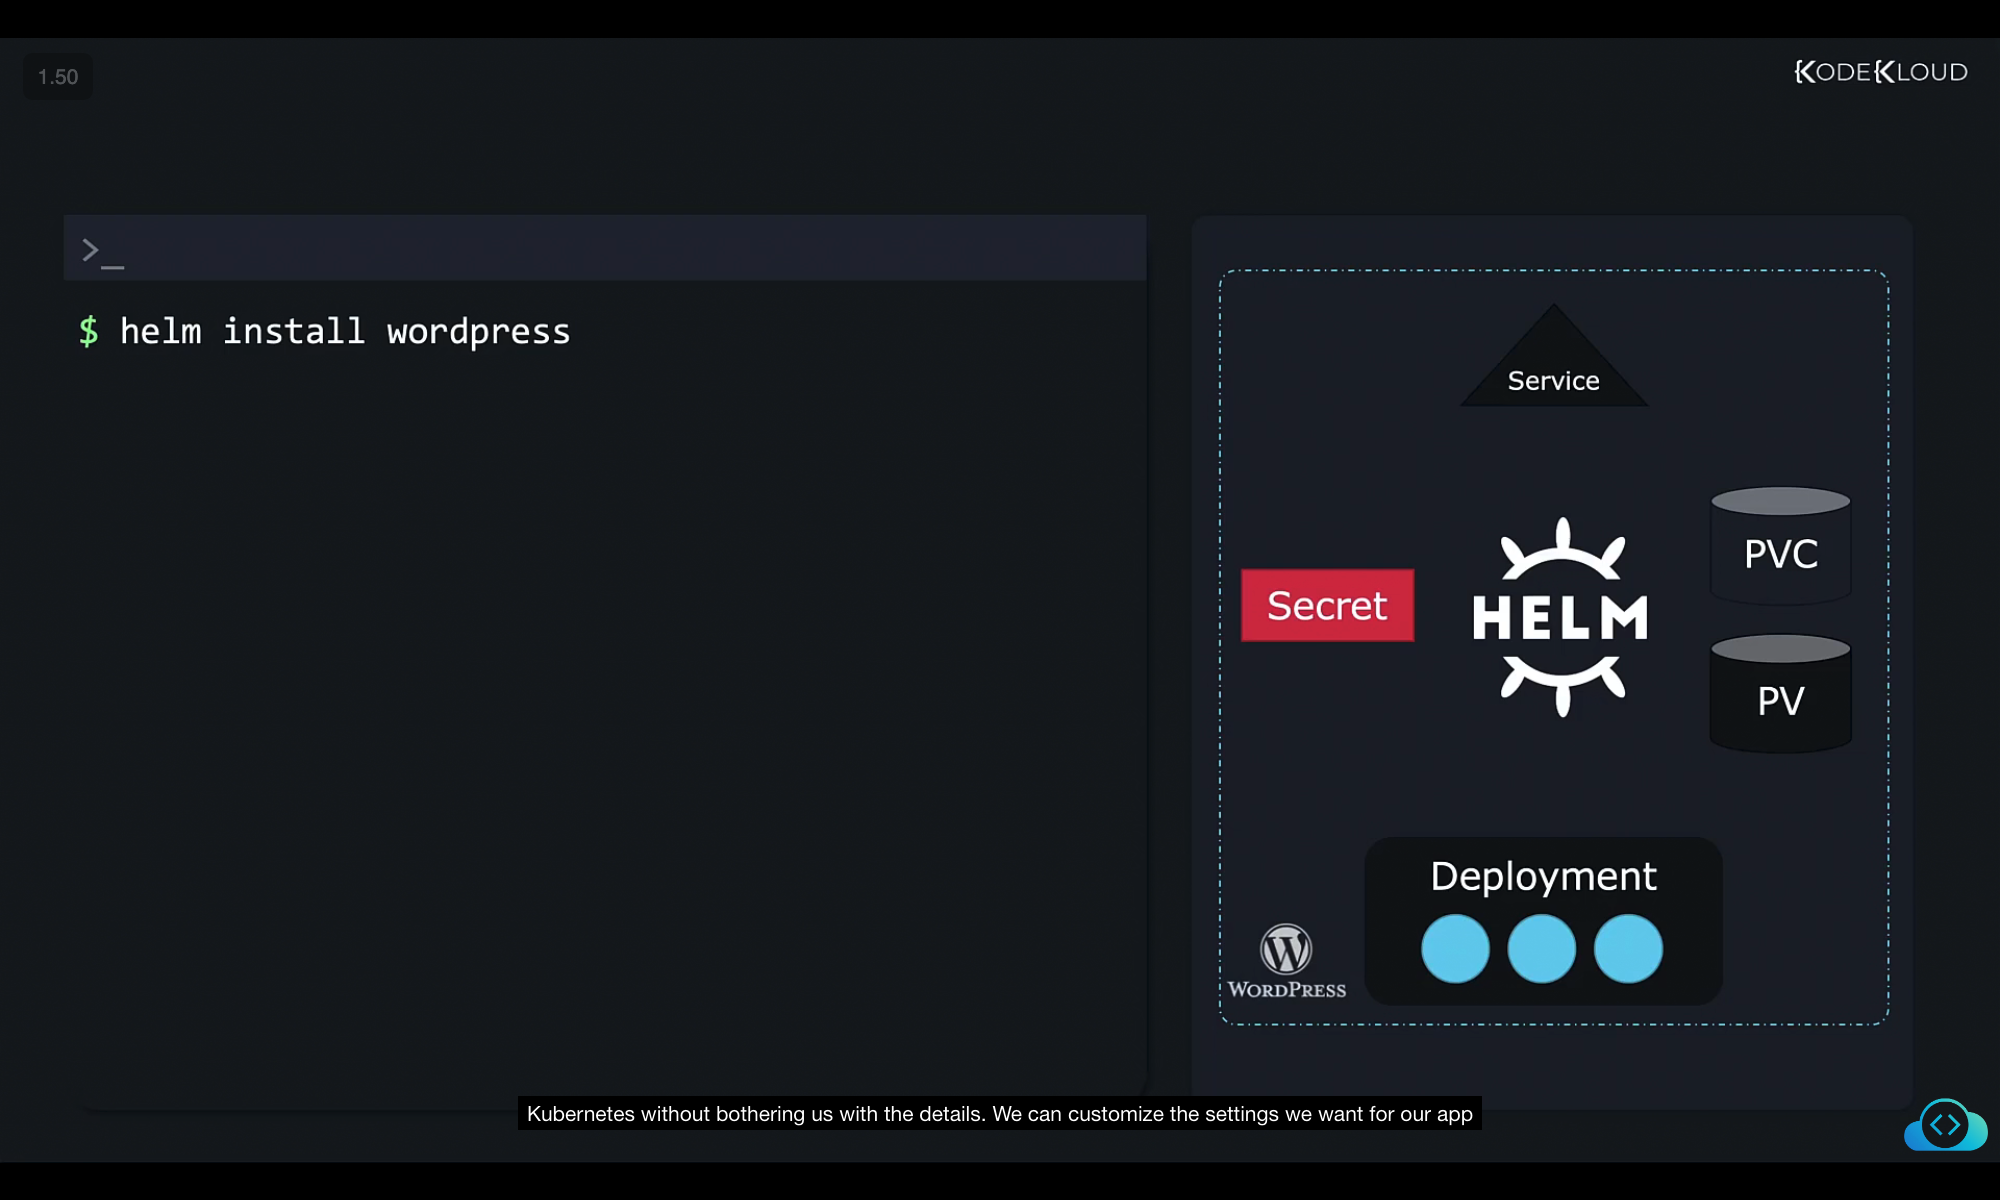 1.50
KODEKLOUD
>_
$ helm install wordpress
Service
PVC
Secret
HELM
PV
Deployment
WORDPRESS
Kubernetes without bothering us with the details. We can customize the settings we want for our app